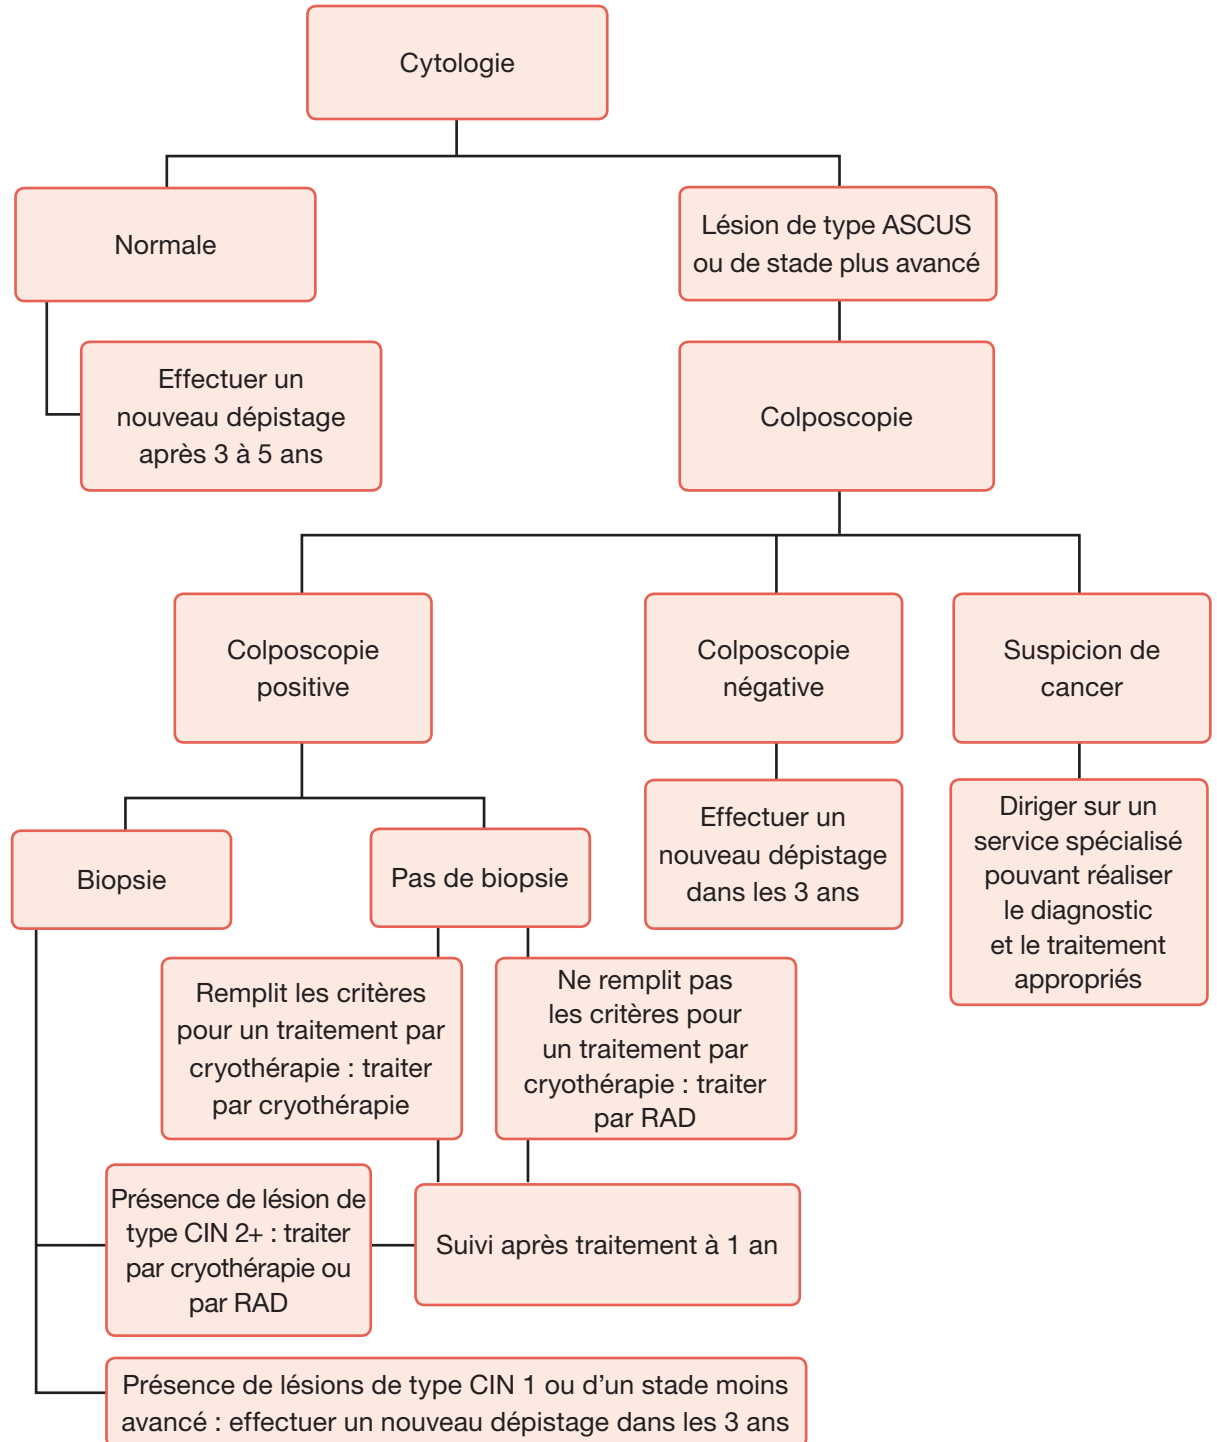 Cytologie
Normale
Lésion de type ASCUS
ou de stade plus avancé
Effectuer un
nouveau dépistage
après 3 à 5 ans
Colposcopie
Colposcopie
positive
Colposcopie
négative
Suspicion de
cancer
Effectuer un
nouveau dépistage
dans les 3 ans
Diriger sur un
service spécialisé
pouvant réaliser
le diagnostic
et le traitement
appropriés
Biopsie
Pas de biopsie
Remplit les critères
pour un traitement par
cryothérapie : traiter
par cryothérapie
Ne remplit pas
les critères pour
un traitement par
cryothérapie : traiter
par RAD
Présence de lésion de
type CIN 2+ : traiter
par cryothérapie ou
par RAD
Suivi après traitement à 1 an
Présence de lésions de type CIN 1 ou d’un stade moins
avancé : effectuer un nouveau dépistage dans les 3 ans